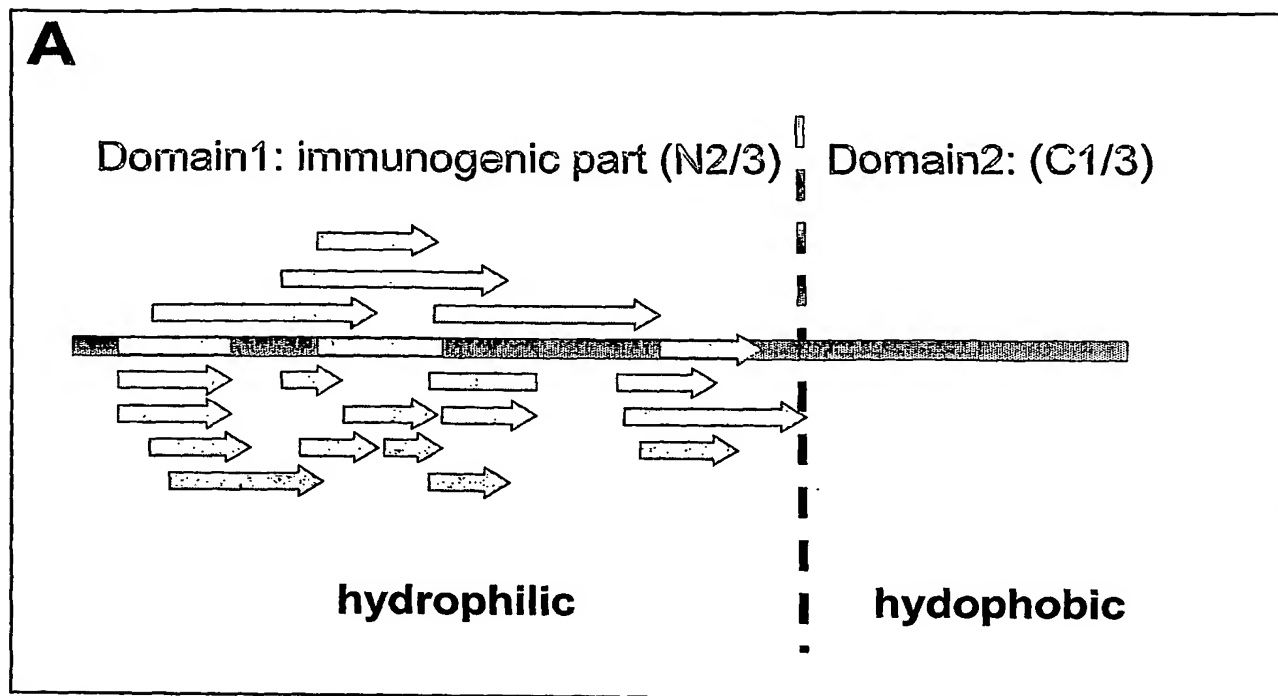 A
Domain1: immunogenic part (N2/3) Domain2: (C1/3)
hydrophilic hydophobic